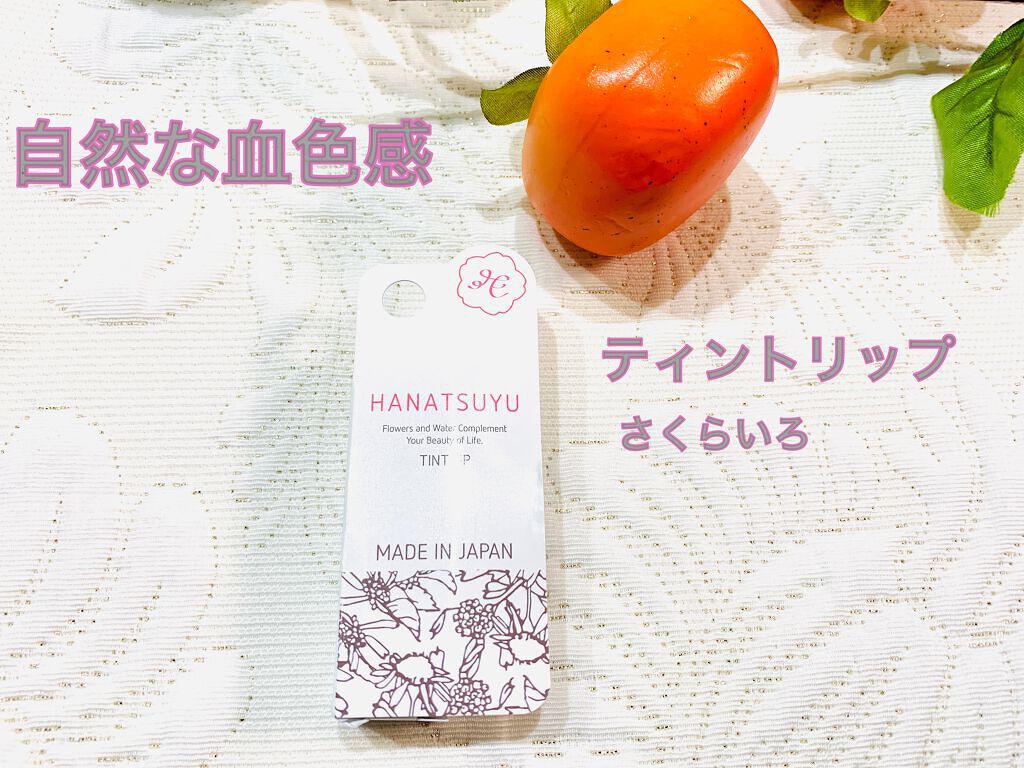 自然な血色感
HANATSUYU
Flowers and Water Complement
Your Beauty of Life.
TINT
MADE IN JAPAN
ティントリップ
さくらいろ